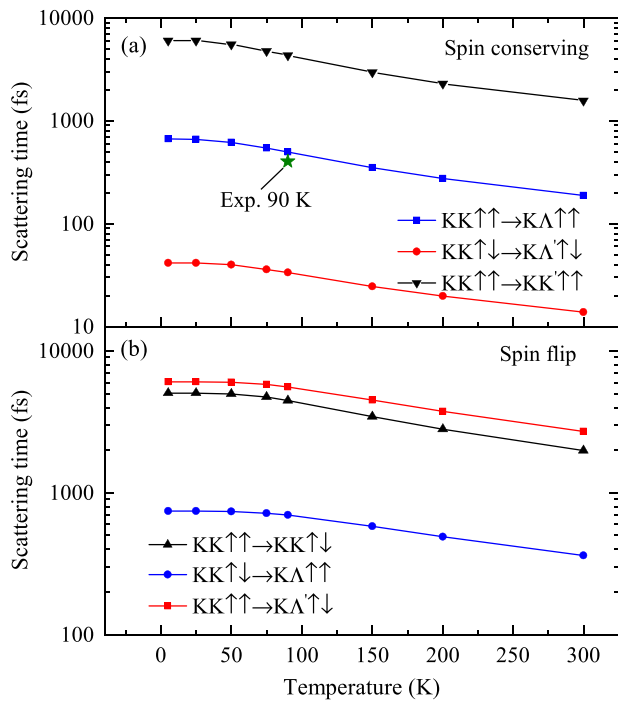 10000
(a)
Spin conserving
1000
Scattering time (fs)
Exp. 90 K
100
KK↑↑→KΛ↑↑
KK↑↓→KΛ'↑↓
KK↑↑→KK'↑↑
10
10000
(b)
Spin flip
Scattering time (fs)
1000
KK↑↑→KK↑↓
KK↑↓→KΛ↑↑
KK↑↑→KΛ'↑↓
100
0 50 100 150 200 250 300
Temperature (K)